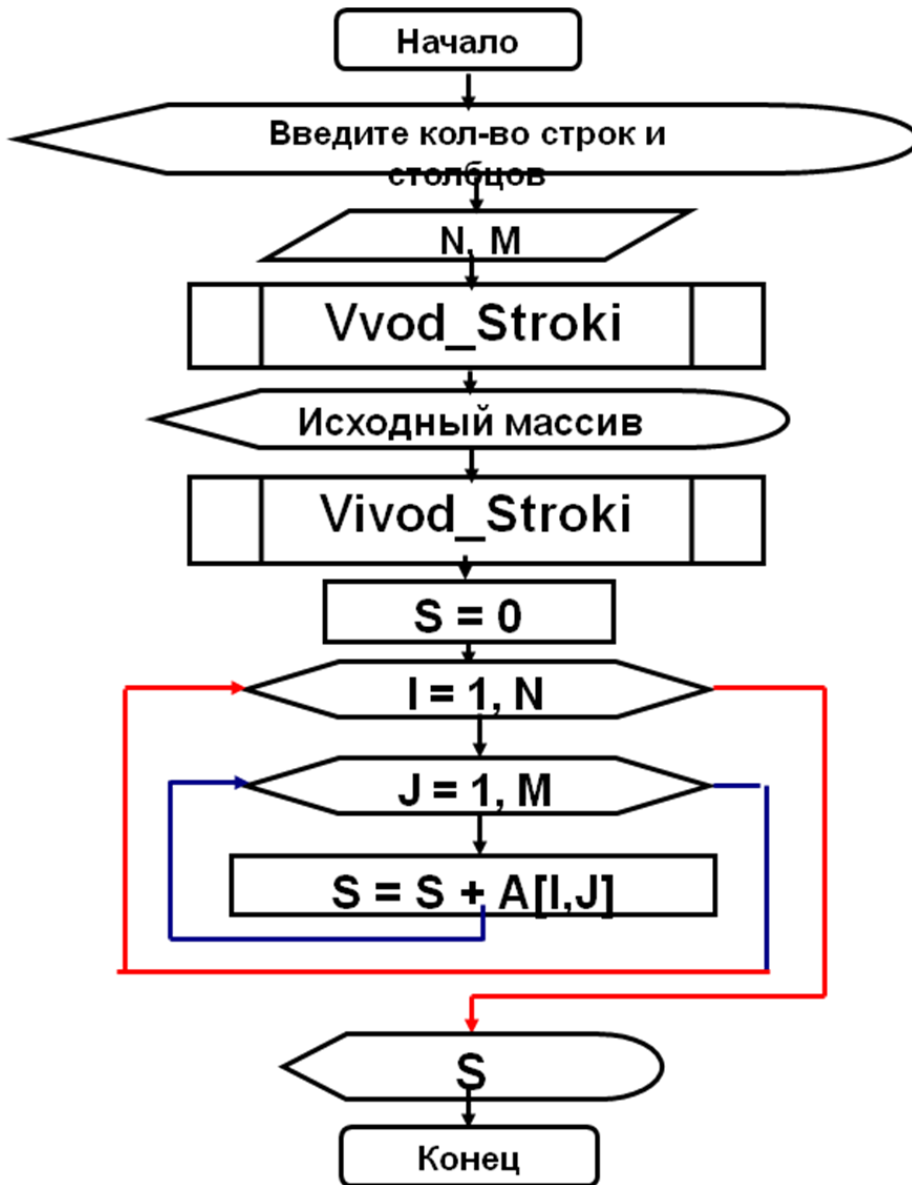 Начало
Введите кол-во строк и
столбцов
N, M
Vvod_Stroki
Исходный массив
Vivod_Stroki
S = 0
I = 1, N
J = 1, M
S = S + A[I,J]
S
Конец